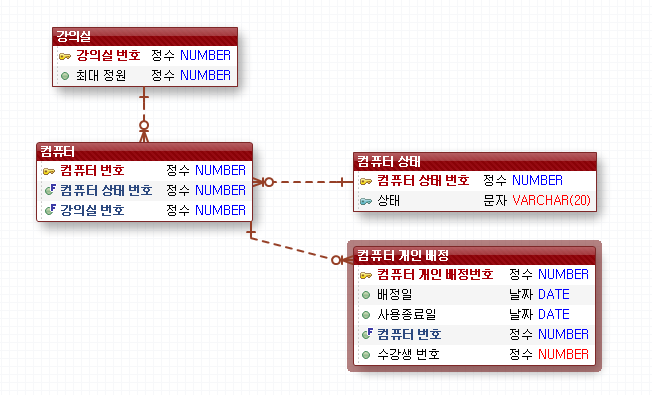 강의실
강의실 번호 정수 NUMBER
최대 정원 정수 NUMBER
컴퓨터
컴퓨터 번호 정수 NUMBER
컴퓨터 상태 번호 정수 NUMBER
강의실 번호 정수 NUMBER
컴퓨터 상태
컴퓨터 상태 번호 정수 NUMBER
상태 문자 VARCHAR(20)
컴퓨터 개인 배정
컴퓨터 개인 배정번호 정수 NUMBER
배정일 날짜 DATE
사용종료일 날짜 DATE
컴퓨터 번호 정수 NUMBER
수강생 번호 정수 NUMBER